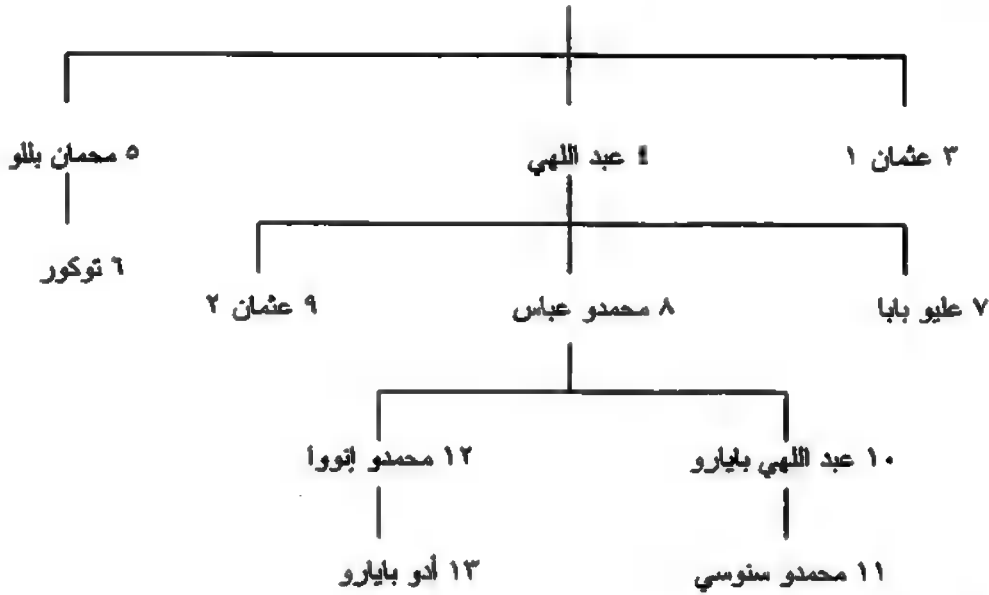 ٣ عثمان ١
٤ عبد اللهي
٥ محمان بللو
٦ توكور
٧ عليو بابا
٨ محمدو عباس
٩ عثمان ٢
١٠ عبد اللهي بايارو
١٢ محمدو إنووا
١١ محمدو سنوسي
١٣ أدو بايارو